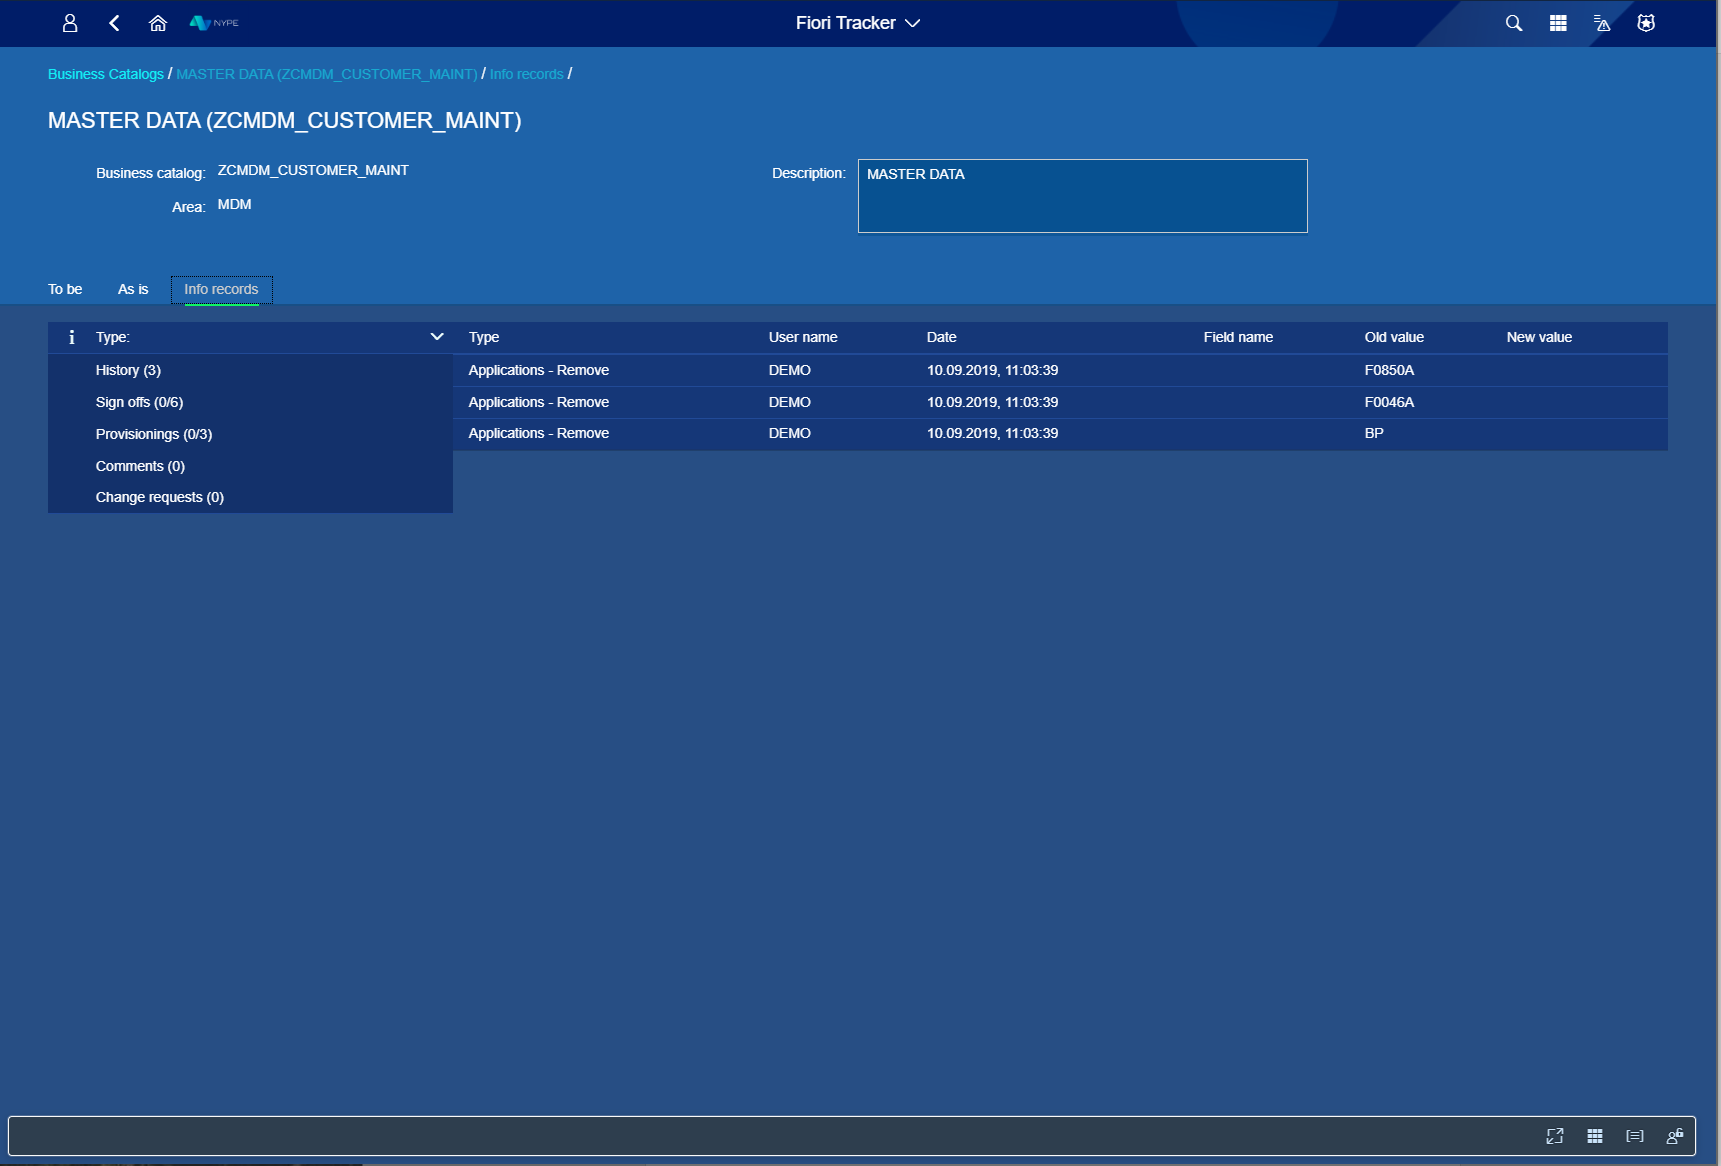 NYPE
Fiori Tracker
Business Catalogs / MASTER DATA (ZCMDM_CUSTOMER_MAINT) / Info records /
MASTER DATA (ZCMDM_CUSTOMER_MAINT)
Business catalog: ZCMDM_CUSTOMER_MAINT
Area: MDM
Description: MASTER DATA
To be As is Info records
Type:
History (3)
Sign offs (0/6)
Provisionings (0/3)
Comments (0)
Change requests (0)
Type User name Date Field name Old value New value
Applications - Remove DEMO 10.09.2019, 11:03:39 F0850A
Applications - Remove DEMO 10.09.2019, 11:03:39 F0046A
Applications - Remove DEMO 10.09.2019, 11:03:39 BP